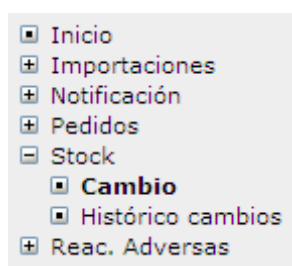 Inicio
Importaciones
Notificación
Pedidos
Stock
Cambio
Histórico cambios
Reac. Adversas